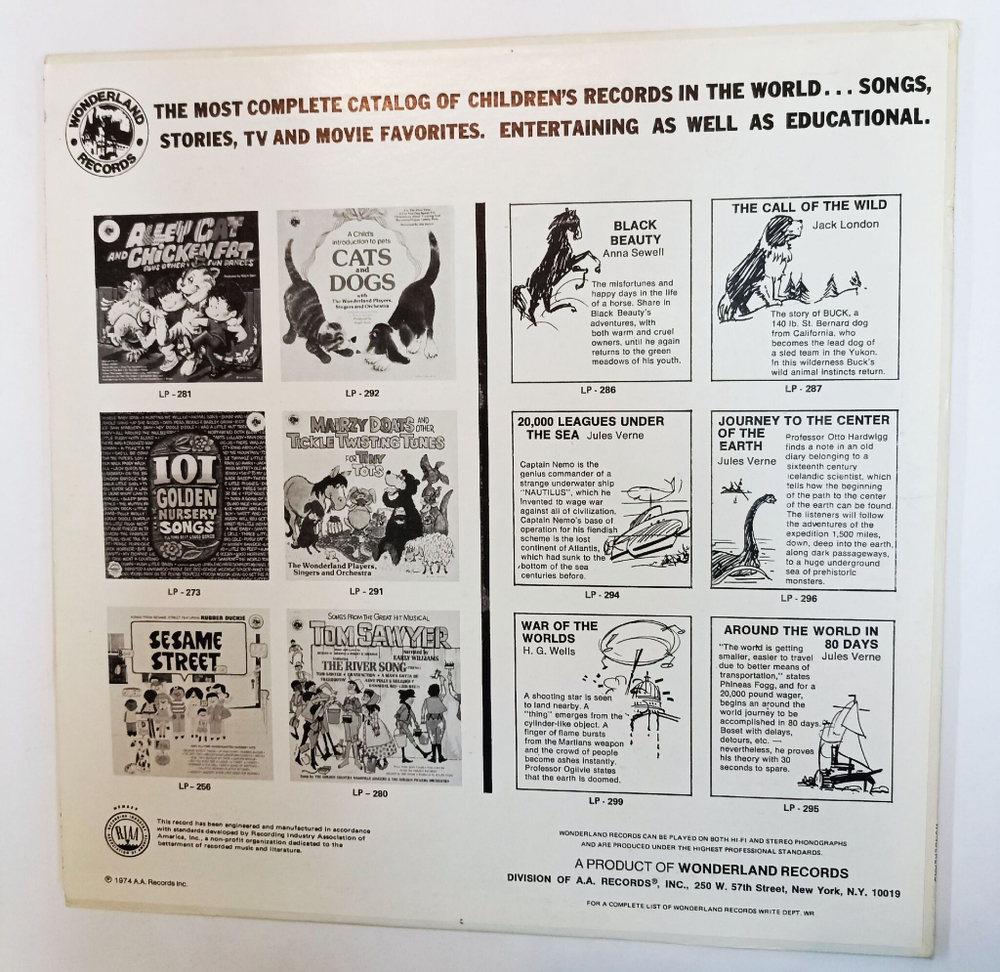 WONDERLAND
RECORDS
THE MOST COMPLETE CATALOG OF CHILDREN'S RECORDS IN THE WORLD... SONGS,
STORIES, TV AND MOVIE FAVORITES. ENTERTAINING AS WELL AS EDUCATIONAL.
ALLEY CAT
AND CHICKEN FAT
PLUS OTHER FUN DANCES
LP - 281
A Child's
introduction to pets
CATS
and
DOGS
with
The Wonderland Players,
Singers and Orchestra
LP - 292
101
GOLDEN
NURSERY
SONGS
LP - 273
MAIRZY DOATS AND
OTHER
TICKLE TWISTING TUNES
FOR TINY
TOTS
The Wonderland Players,
Singers and Orchestra
LP - 291
RUBBER DUCKIE
SESAME
STREET
LP - 256
SONGS FROM THE GREAT HIT MUSICAL
TOM SAWYER
THE RIVER SONG
LP - 280
BLACK
BEAUTY
Anna Sewell
The misfortunes and
happy days in the life
of a horse. Share in
Black Beauty's
adventures, with
both warm and cruel
owners, until he again
returns to the green
meadows of his youth.
LP - 286
THE CALL OF THE WILD
Jack London
The story of BUCK, a
140 lb. St. Bernard dog
from California, who
becomes the lead dog of
a sled team in the Yukon.
In this wilderness Buck's
wild animal instincts return.
LP - 287
20,000 LEAGUES UNDER
THE SEA Jules Verne
Captain Nemo is the
genius commander of a
strange underwater ship
"NAUTILUS", which he
invented to wage war
against all of civilization.
Captain Nemo's base of
operation for his fiendish
scheme is the lost
continent of Atlantis,
which had sunk to the
bottom of the sea
centuries before.
LP - 294
JOURNEY TO THE CENTER
OF THE
EARTH
Jules Verne
Professor Otto Hardwigg
finds a note in an old
diary belonging to a
sixteenth century
icelandic scientist, which
tells how the beginning
of the path to the center
of the earth can be found.
The listeners will follow
the adventures of the
expedition 1,500 miles,
down, deep into the earth,
along dark passageways,
to a huge underground
sea of prehistoric
monsters.
LP - 296
WAR OF THE
WORLDS
H. G. Wells
A shooting star is seen
to land nearby. A
"thing" emerges from the
cylinder-like object. A
finger of flame bursts
from the Martians weapon
and the crowd of people
become ashes instantly.
Professor Ogilvie states
that the earth is doomed.
LP - 299
AROUND THE WORLD IN
80 DAYS
Jules Verne
"The world is getting
smaller, easier to travel
due to better means of
transportation," states
Phineas Fogg, and for a
20,000 pound wager,
begins an around the
world journey to be
accomplished in 80 days.
Beset with delays,
detours, etc. —
nevertheless, he proves
his theory with 30
seconds to spare.
LP - 295
MEMBER
RIAA
This record has been engineered and manufactured in accordance
with standards developed by Recording Industry Association of
America, Inc., a non-profit organization dedicated to the
betterment of recorded music and literature.
℗ 1974 A.A. Records Inc.
WONDERLAND RECORDS CAN BE PLAYED ON BOTH HI-FI AND STEREO PHONOGRAPHS
AND ARE PRODUCED UNDER THE HIGHEST PROFESSIONAL STANDARDS.
A PRODUCT OF WONDERLAND RECORDS
DIVISION OF A.A. RECORDS®, INC., 250 W. 57th Street, New York, N.Y. 10019
FOR A COMPLETE LIST OF WONDERLAND RECORDS WRITE DEPT. WR